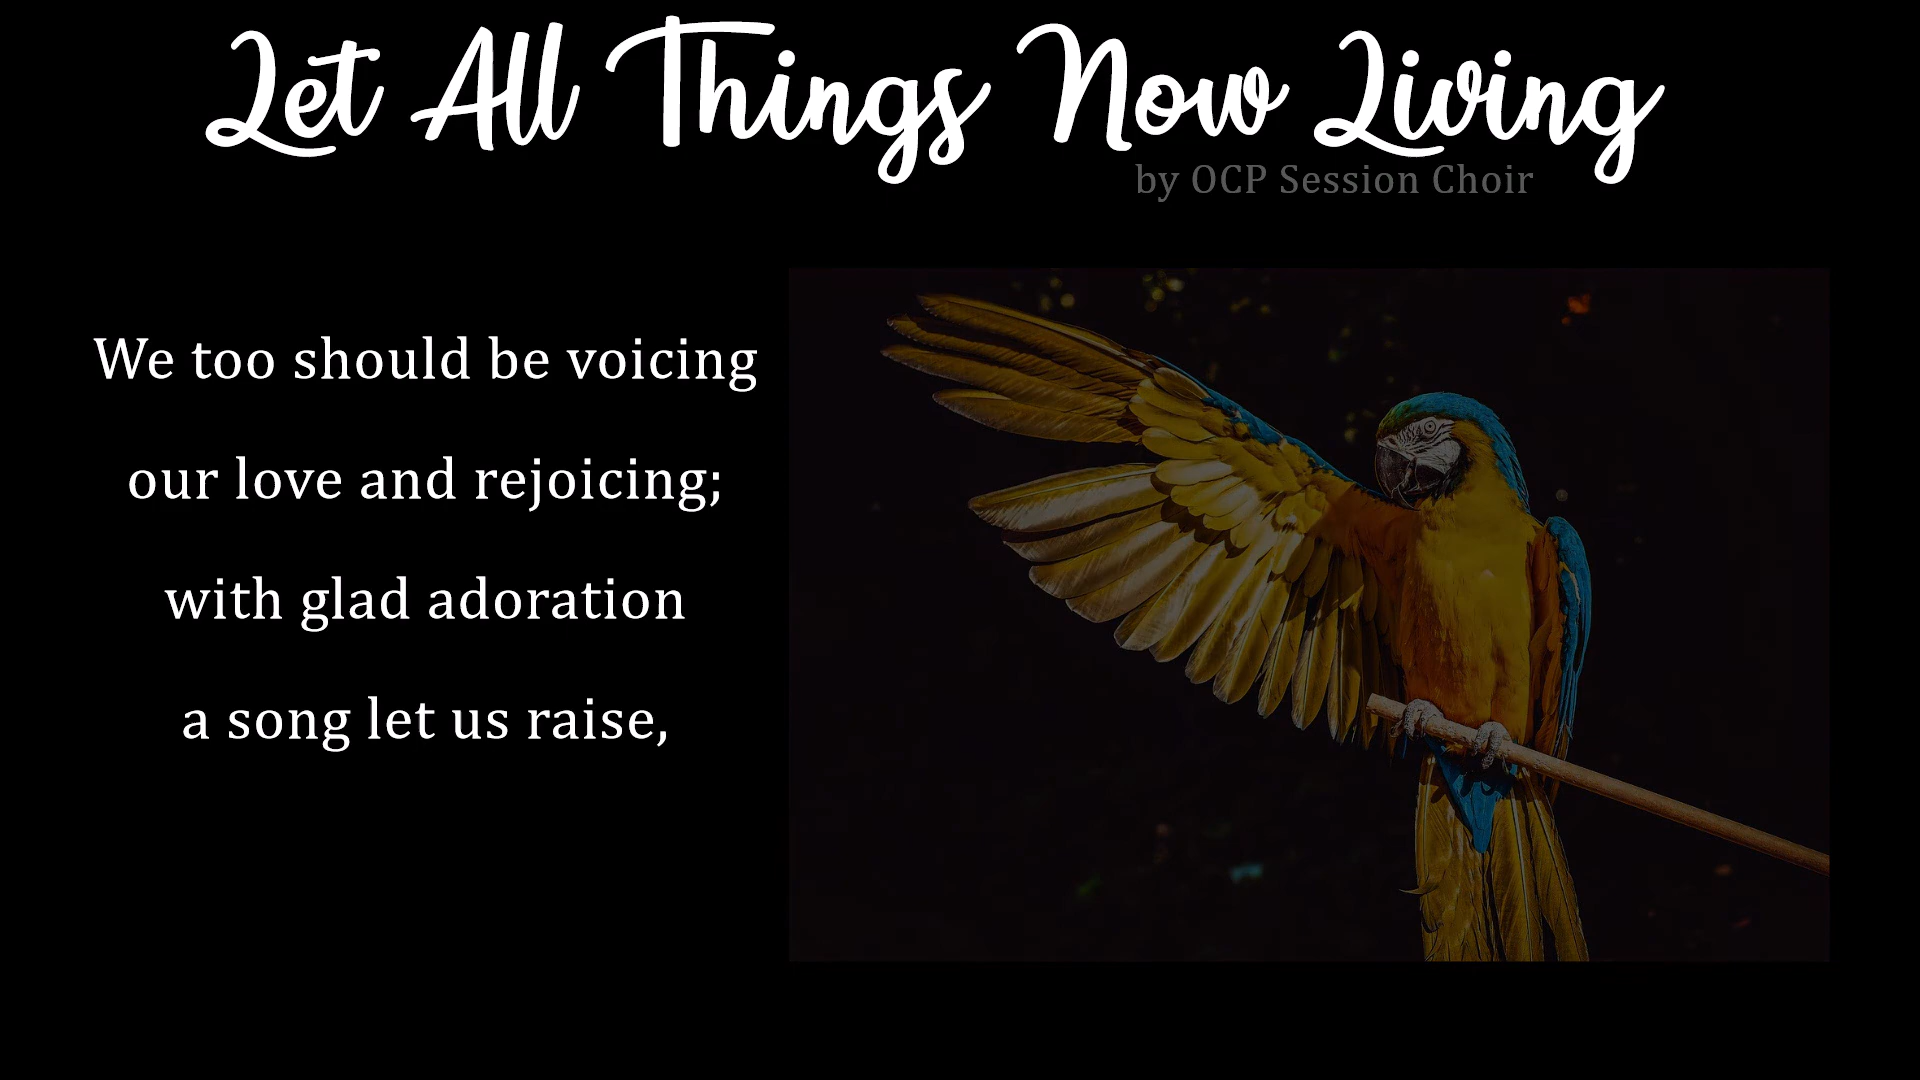 Let All Things Now Living
by OCP Session Choir
We too should be voicing
our love and rejoicing;
with glad adoration
a song let us raise,